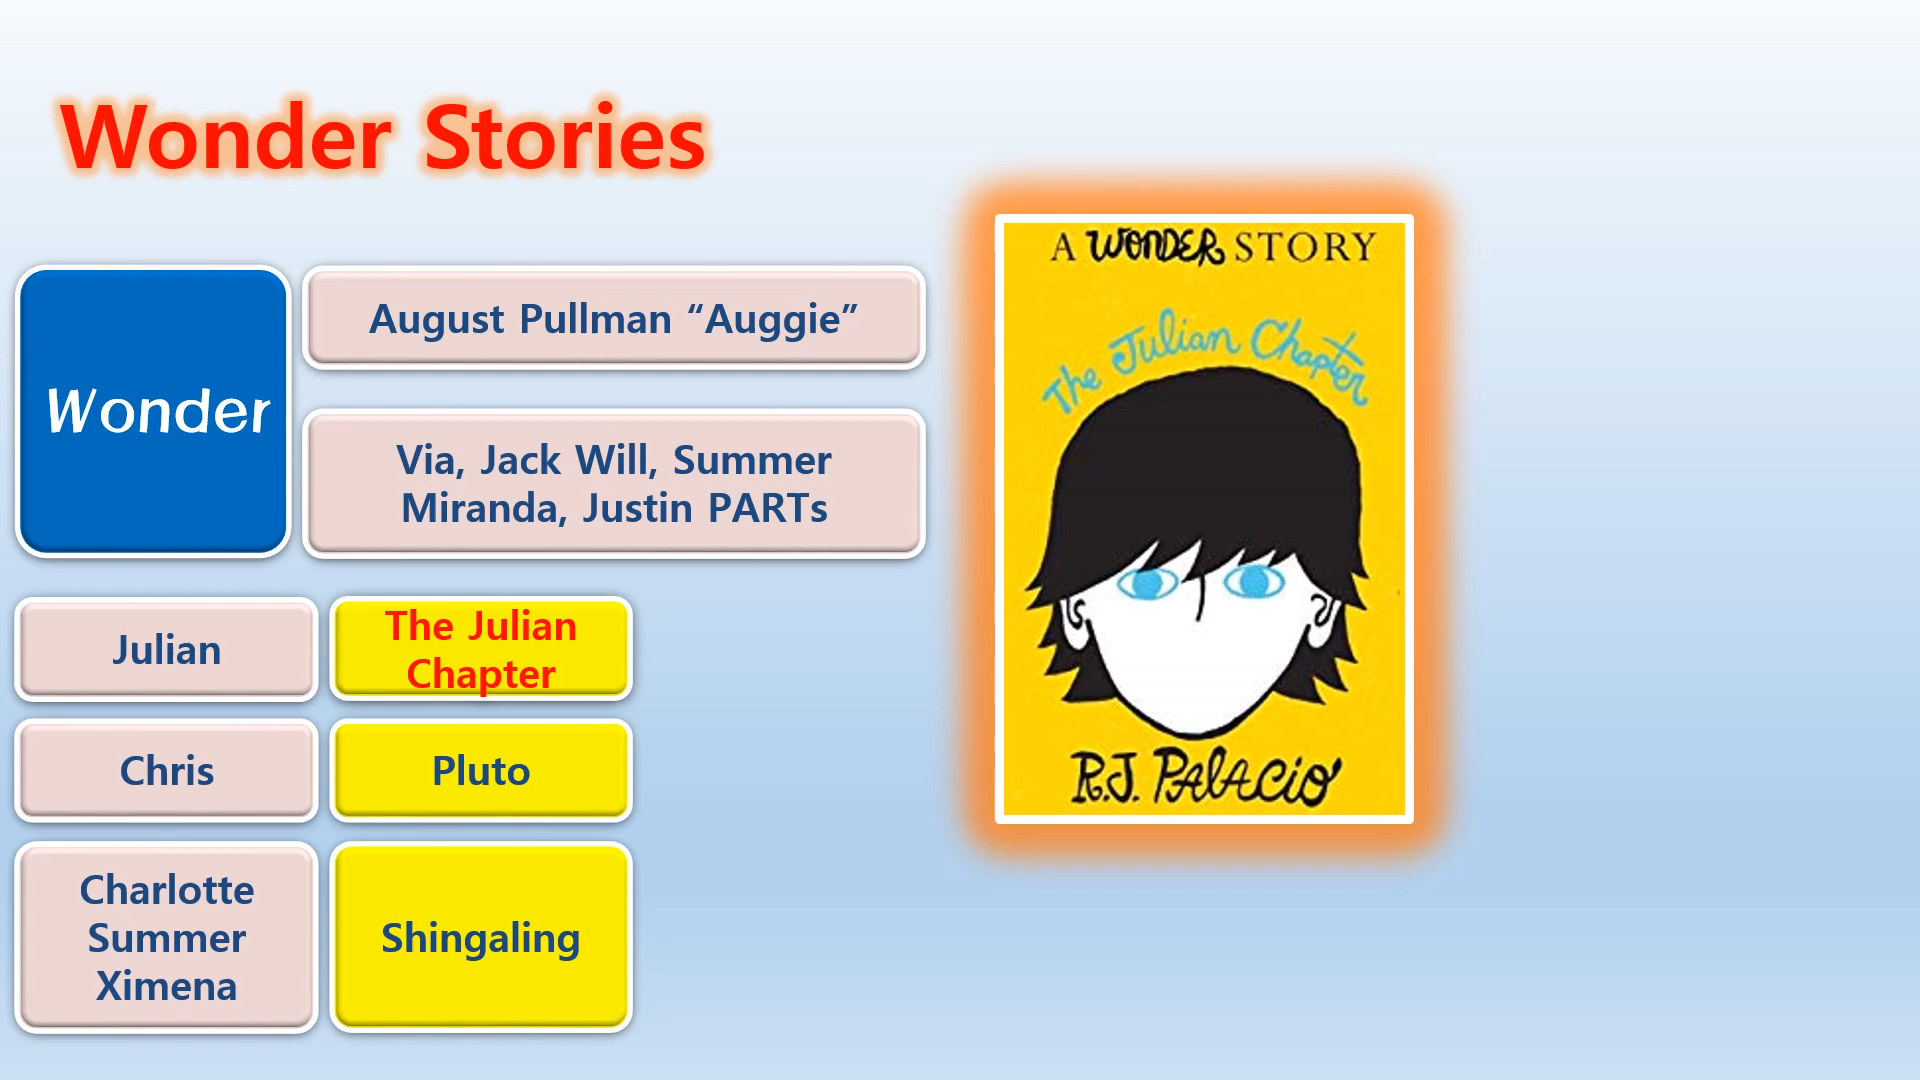 Wonder Stories
Wonder
August Pullman “Auggie”
Via, Jack Will, Summer
Miranda, Justin PARTs
Julian
The Julian
Chapter
Chris
Pluto
Charlotte
Summer
Ximena
Shingaling
A WONDER STORY
The Julian Chapter
R.J. PALACIO